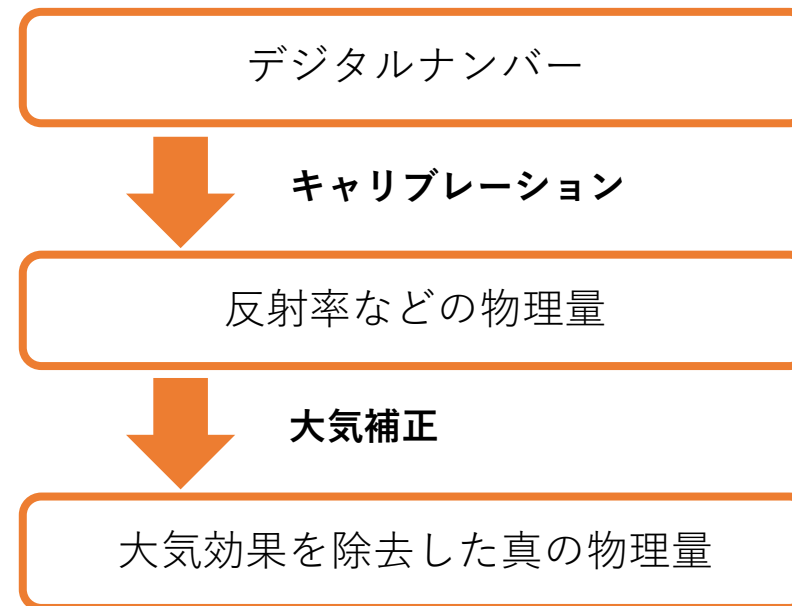 デジタルナンバー
キャリブレーション
反射率などの物理量
大気補正
大気効果を除去した真の物理量